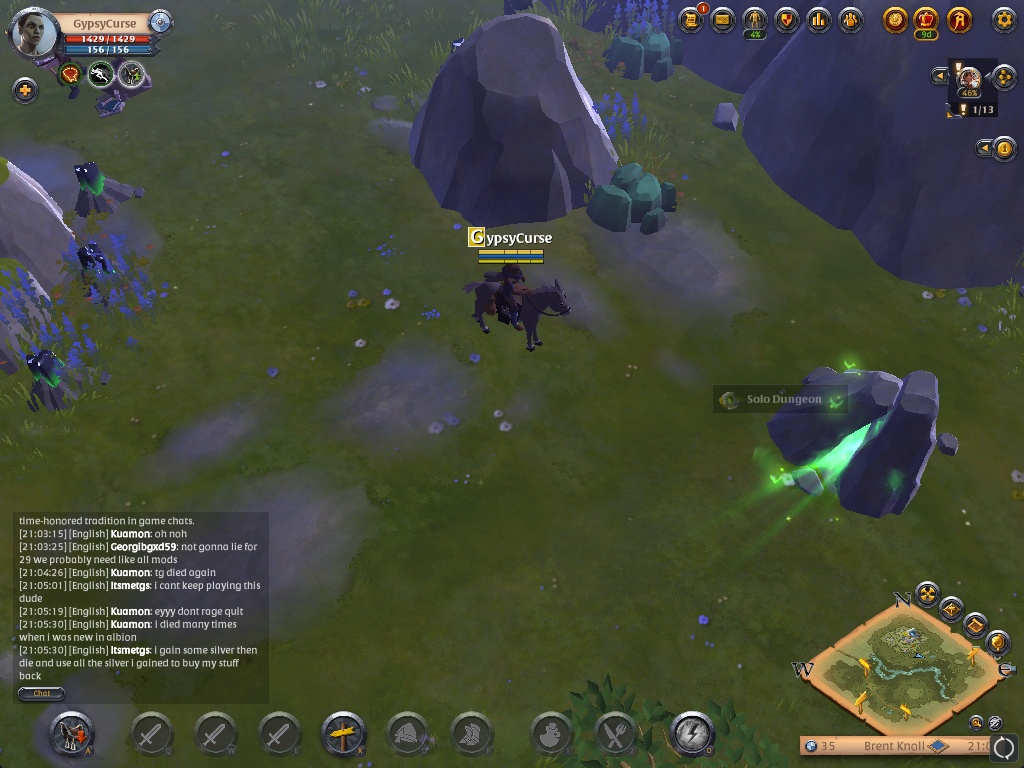 GypsyCurse
1429 / 1429
156 / 156
1
4%
9d
46%
1/13
1
GypsyCurse
Solo Dungeon
time-honored tradition in game chats.
[21:03:15] [English] Kuamon: oh noh
[21:03:25] [English] Georgibgxd59: not gonna lie for
29 we probably need like all mods
[21:04:26] [English] Kuamon: tg died again
[21:05:01] [English] Itsmetgs: i cant keep playing this
dude
[21:05:19] [English] Kuamon: eyyy dont rage quit
[21:05:30] [English] Kuamon: i died many times
when i was new in albion
[21:05:30] [English] Itsmetgs: i gain some silver then
die and use all the silver i gained to buy my stuff
back
Chat
A
Q
W
E
R
D
F
N
W
E
35
Brent Knoll